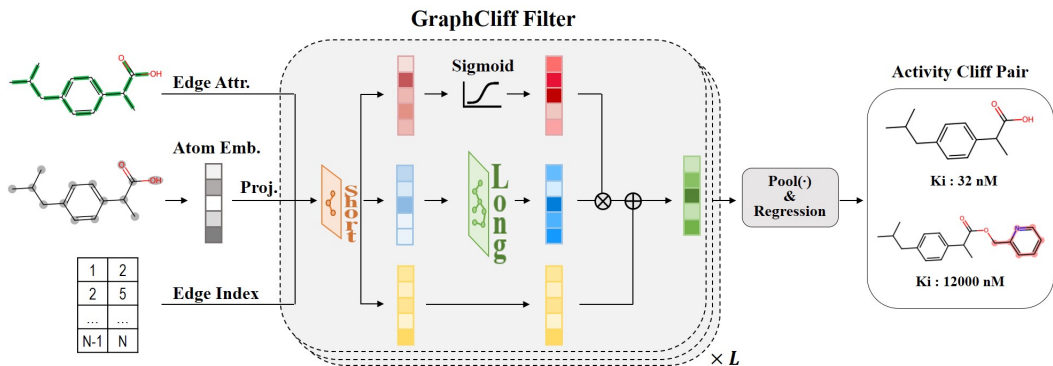 GraphCliff Filter
Edge Attr.
Sigmoid
Activity Cliff Pair
O
OH
Atom Emb.
Proj.
Short
Long
Pool(·)
&
Regression
Ki : 32 nM
O
OH
1 2
2 5
... ...
N-1 N
Edge Index
O
O
N
Ki : 12000 nM
× L